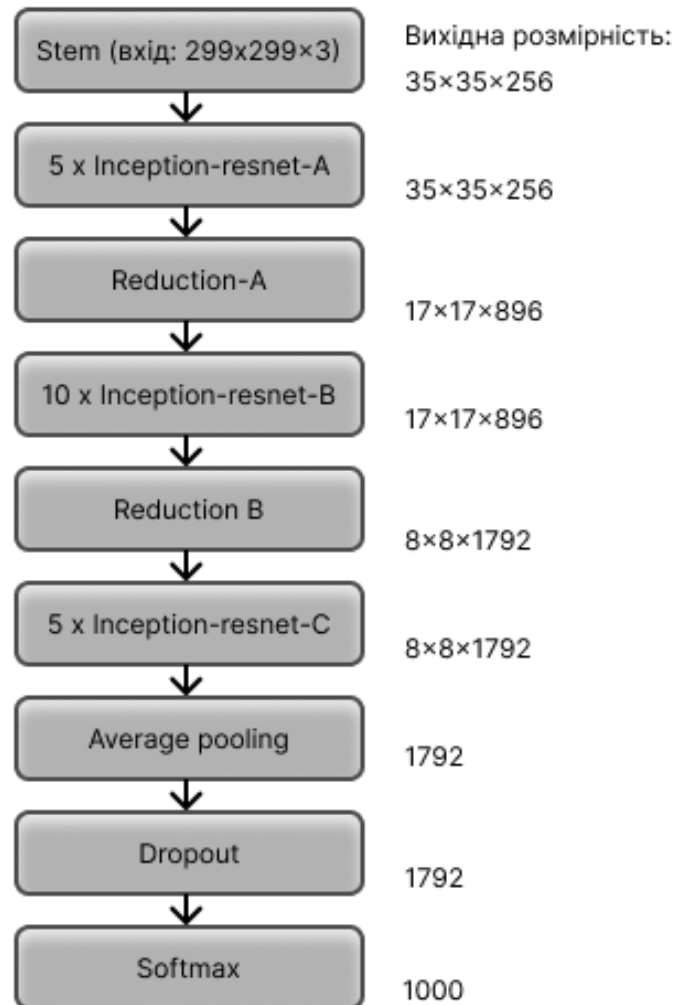 Stem (вхід: 299x299×3)
Вихідна розмірність:
35×35×256
5 x Inception-resnet-A
35×35×256
Reduction-A
17×17×896
10 x Inception-resnet-B
17×17×896
Reduction B
8×8×1792
5 x Inception-resnet-C
8×8×1792
Average pooling
1792
Dropout
1792
Softmax
1000